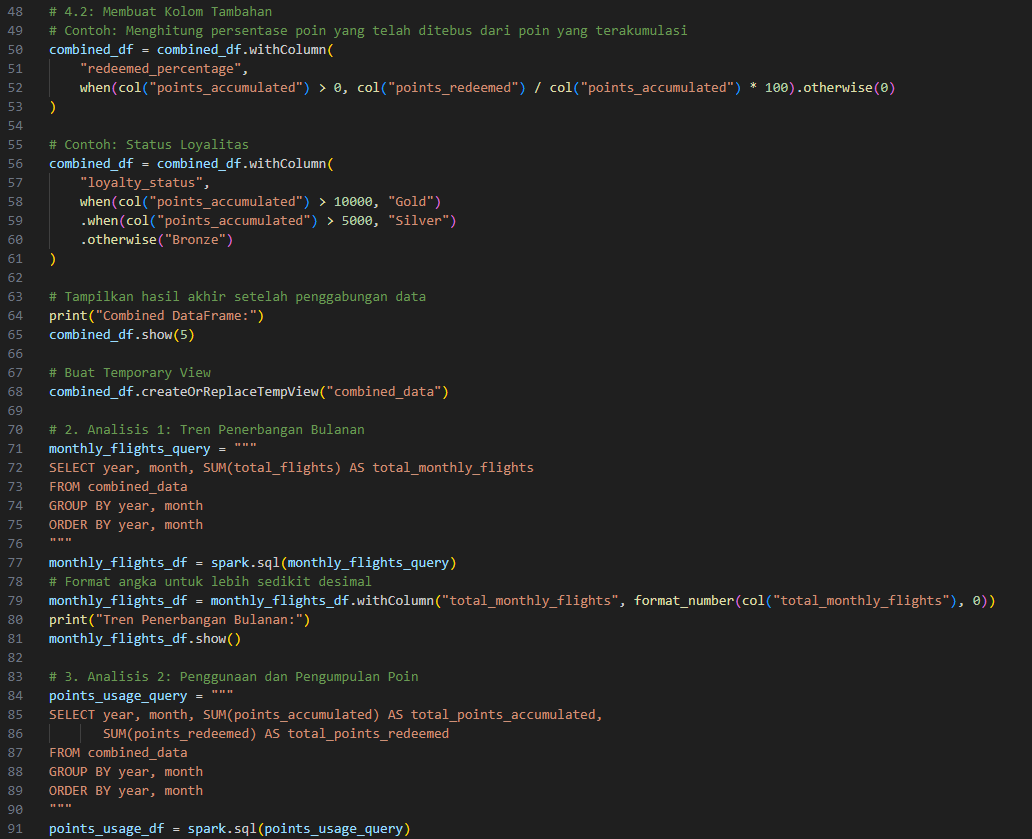 48 # 4.2: Membuat Kolom Tambahan
49 # Contoh: Menghitung persentase poin yang telah ditebus dari poin yang terakumulasi
50 combined_df = combined_df.withColumn(
51     "redeemed_percentage",
52     when(col("points_accumulated") > 0, col("points_redeemed") / col("points_accumulated") * 100).otherwise(0)
53 )
54
55 # Contoh: Status Loyalitas
56 combined_df = combined_df.withColumn(
57     "loyalty_status",
58     when(col("points_accumulated") > 10000, "Gold")
59     .when(col("points_accumulated") > 5000, "Silver")
60     .otherwise("Bronze")
61 )
62
63 # Tampilkan hasil akhir setelah penggabungan data
64 print("Combined DataFrame:")
65 combined_df.show(5)
66
67 # Buat Temporary View
68 combined_df.createOrReplaceTempView("combined_data")
69
70 # 2. Analisis 1: Tren Penerbangan Bulanan
71 monthly_flights_query = """
72 SELECT year, month, SUM(total_flights) AS total_monthly_flights
73 FROM combined_data
74 GROUP BY year, month
75 ORDER BY year, month
76 """
77 monthly_flights_df = spark.sql(monthly_flights_query)
78 # Format angka untuk lebih sedikit desimal
79 monthly_flights_df = monthly_flights_df.withColumn("total_monthly_flights", format_number(col("total_monthly_flights"), 0))
80 print("Tren Penerbangan Bulanan:")
81 monthly_flights_df.show()
82
83 # 3. Analisis 2: Penggunaan dan Pengumpulan Poin
84 points_usage_query = """
85 SELECT year, month, SUM(points_accumulated) AS total_points_accumulated,
86        SUM(points_redeemed) AS total_points_redeemed
87 FROM combined_data
88 GROUP BY year, month
89 ORDER BY year, month
90 """
91 points_usage_df = spark.sql(points_usage_query)